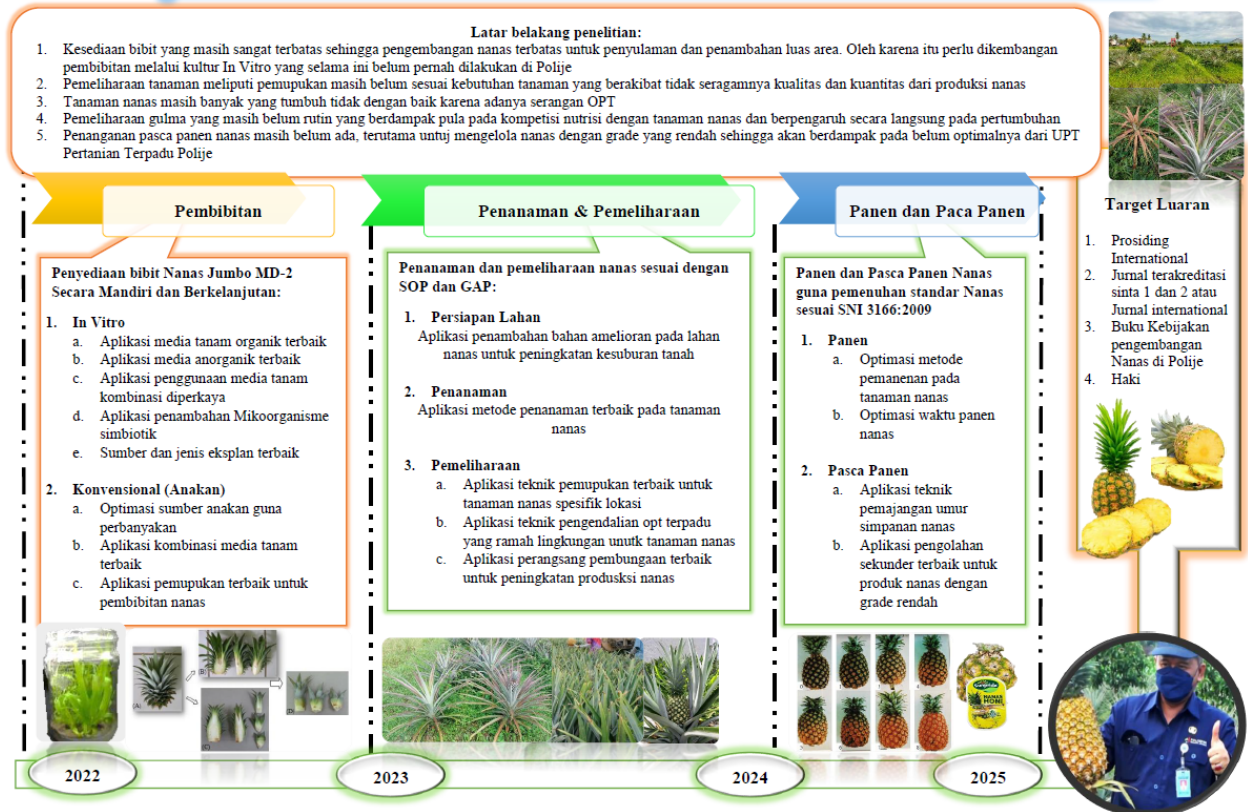 Latar belakang penelitian:
1. Kesediaan bibit yang masih sangat terbatas sehingga pengembangan nanas terbatas untuk penyulaman dan penambahan luas area. Oleh karena itu perlu dikembangan
pembibitan melalui kultur In Vitro yang selama ini belum pernah dilakukan di Polije
2. Pemeliharaan tanaman meliputi pemupukan masih belum sesuai kebutuhan tanaman yang berakibat tidak seragamnya kualitas dan kuantitas dari produksi nanas
3. Tanaman nanas masih banyak yang tumbuh tidak dengan baik karena adanya serangan OPT
4. Pemeliharaan gulma yang masih belum rutin yang berdampak pula pada kompetisi nutrisi dengan tanaman nanas dan berpengaruh secara langsung pada pertumbuhan
5. Penanganan pasca panen nanas masih belum ada, terutama untuj mengelola nanas dengan grade yang rendah sehingga akan berdampak pada belum optimalnya dari UPT
Pertanian Terpadu Polije
Pembibitan
Penyediaan bibit Nanas Jumbo MD-2
Secara Mandiri dan Berkelanjutan:
1. In Vitro
a. Aplikasi media tanam organik terbaik
b. Aplikasi media anorganik terbaik
c. Aplikasi penggunaan media tanam
kombinasi diperkaya
d. Aplikasi penambahan Mikoorganisme
simbiotik
e. Sumber dan jenis eksplan terbaik
2. Konvensional (Anakan)
a. Optimasi sumber anakan guna
perbanyakan
b. Aplikasi kombinasi media tanam
terbaik
c. Aplikasi pemupukan terbaik untuk
pembibitan nanas
Penanaman & Pemeliharaan
Penanaman dan pemeliharaan nanas sesuai dengan
SOP dan GAP:
1. Persiapan Lahan
Aplikasi penambahan bahan amelioran pada lahan
nanas untuk peningkatan kesuburan tanah
2. Penanaman
Aplikasi metode penanaman terbaik pada tanaman
nanas
3. Pemeliharaan
a. Aplikasi teknik pemupukan terbaik untuk
tanaman nanas spesifik lokasi
b. Aplikasi teknik pengendalian opt terpadu
yang ramah lingkungan unutk tanaman nanas
c. Aplikasi perangsang pembungaan terbaik
untuk peningkatan produsksi nanas
Panen dan Paca Panen
Panen dan Pasca Panen Nanas
guna pemenuhan standar Nanas
sesuai SNI 3166:2009
1. Panen
a. Optimasi metode
pemanenan pada
tanaman nanas
b. Optimasi waktu panen
nanas
2. Pasca Panen
a. Aplikasi teknik
pemajangan umur
simpanan nanas
b. Aplikasi pengolahan
sekunder terbaik untuk
produk nanas dengan
grade rendah
Target Luaran
1. Prosiding
International
2. Jurnal terakreditasi
sinta 1 dan 2 atau
Jurnal international
3. Buku Kebijakan
pengembangan
Nanas di Polije
4. Haki
(A)
(B)
(C)
(D)
NANAS
HONI
2022
2023
2024
2025